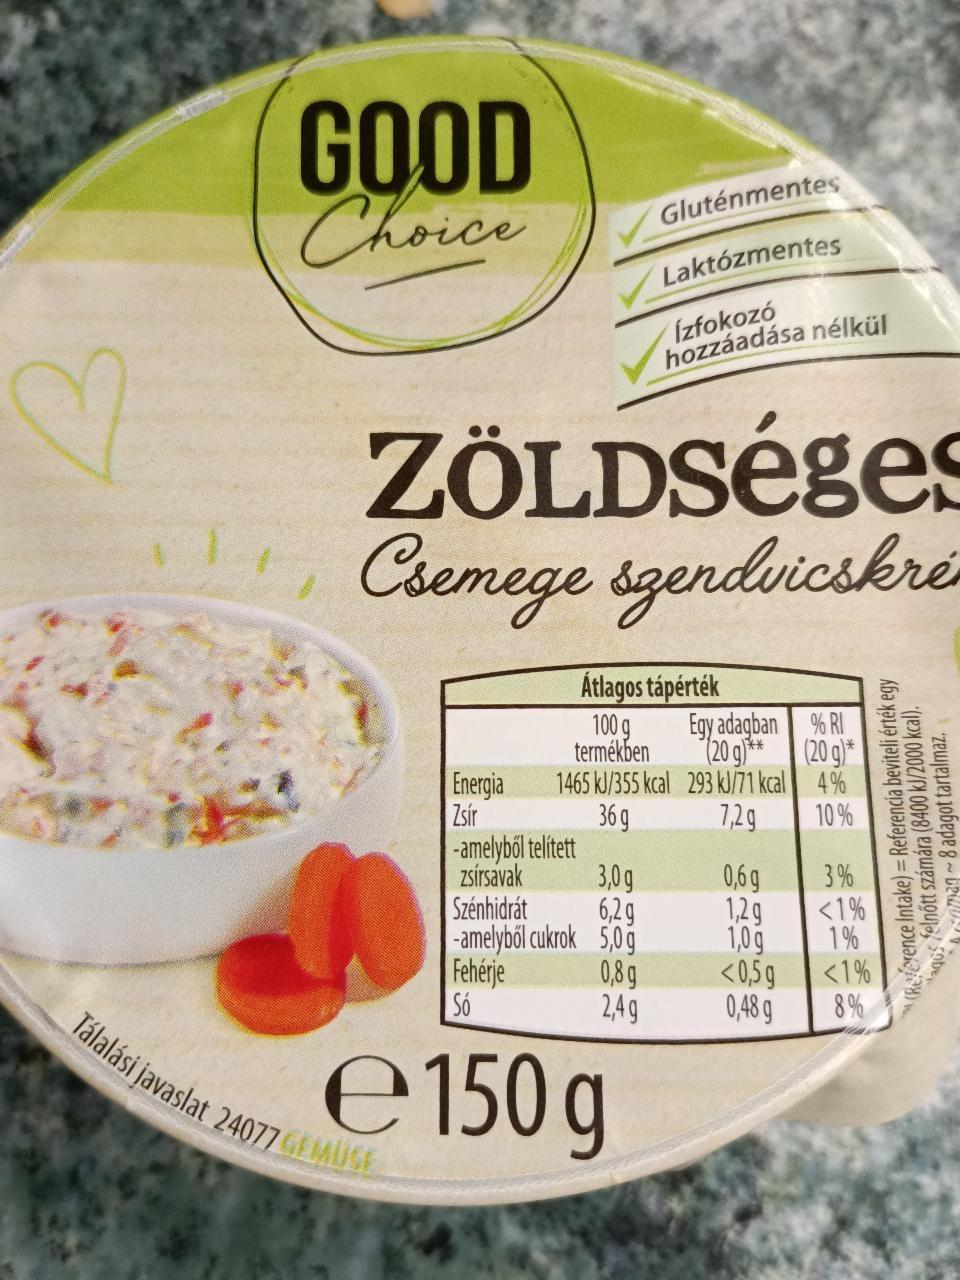 GOOD
Choice
Gluténmentes
Laktózmentes
Ízfokozó
hozzáadása nélkül
ZÖLDSéges
Csemege szendvicskré
Átlagos tápérték
100 g termékben Egy adagban (20 g)** % RI (20 g)*
Energia 1465 kJ/355 kcal 293 kJ/71 kcal 4 %
Zsír 36 g 7,2 g 10 %
-amelyből telített
zsírsavak 3,0 g 0,6 g 3 %
Szénhidrát 6,2 g 1,2 g <1 %
-amelyből cukrok 5,0 g 1,0 g 1 %
Fehérje 0,8 g <0,5 g <1 %
Só 2,4 g 0,48 g 8 %
(Reference Intake) = Referencia beviteli érték egy
felnőtt számára (8400 kJ/2000 kcal).
~ 8 adagot tartalmaz.
e 150 g
Tálalási javaslat 24077 GEMÜSE